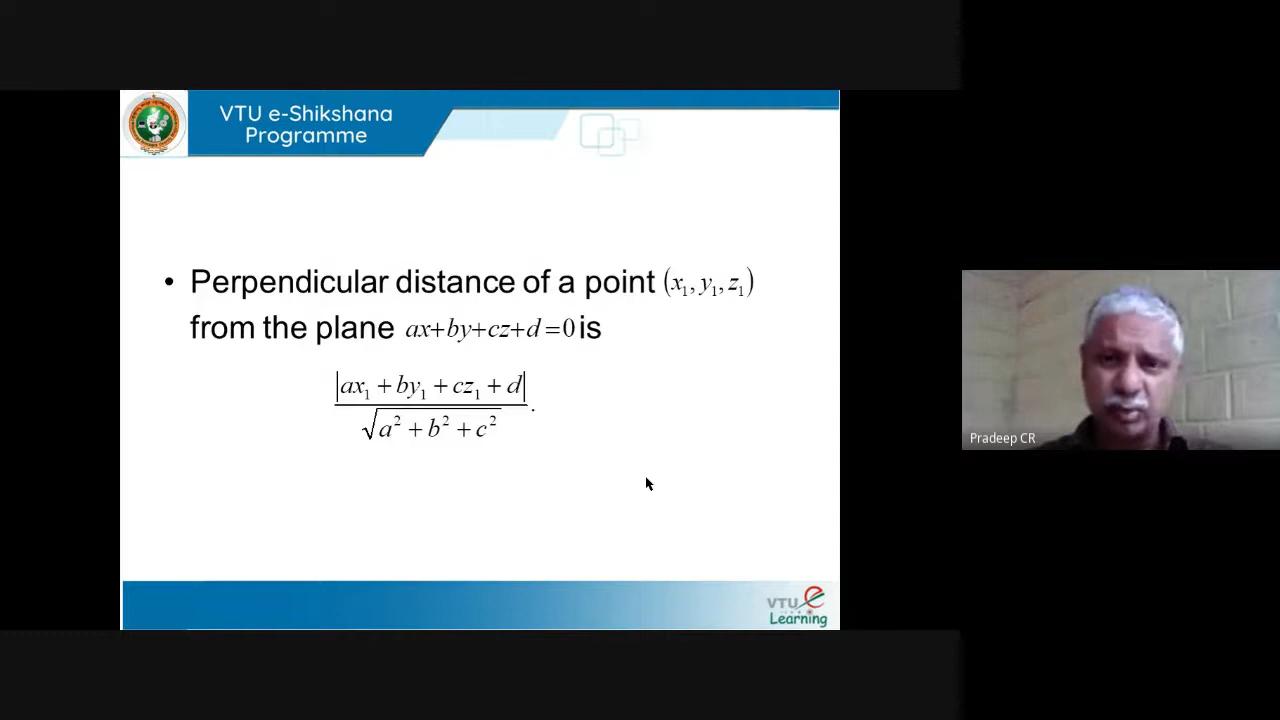 VTU e-Shikshana
Programme
• Perpendicular distance of a point (x₁, y₁, z₁)
from the plane ax+by+cz+d=0 is
|ax₁ + by₁ + cz₁ + d|
√a² + b² + c² .
Pradeep CR
VTU e
Learning